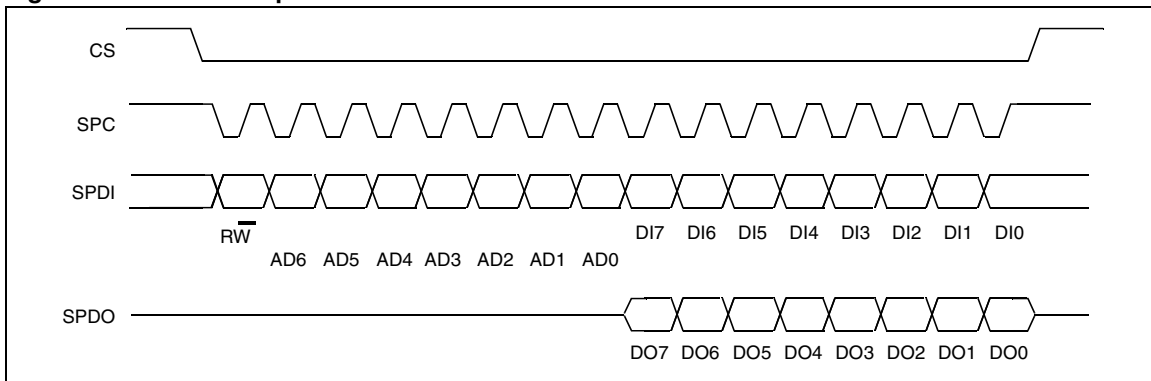 CS
SPC
SPDI
RW
DI7 DI6 DI5 DI4 DI3 DI2 DI1 DI0
AD6 AD5 AD4 AD3 AD2 AD1 AD0
SPDO
DO7 DO6 DO5 DO4 DO3 DO2 DO1 DO0